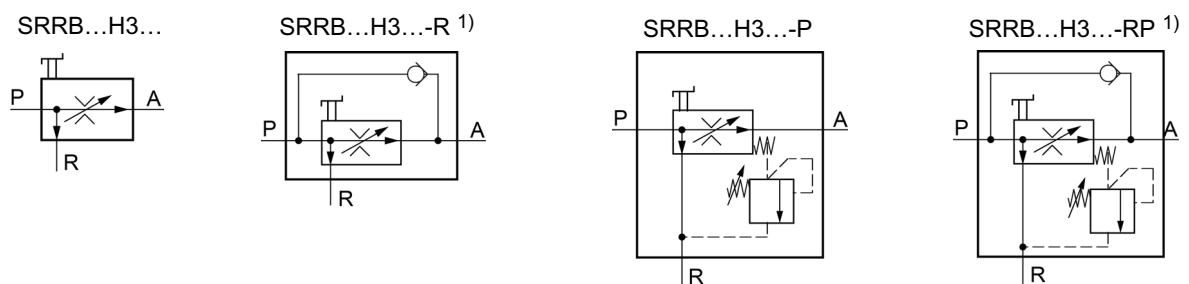 SRRB...H3...
P
A
R
SRRB...H3...-R 1)
P
A
R
SRRB...H3...-P
P
A
R
SRRB...H3...-RP 1)
P
A
R